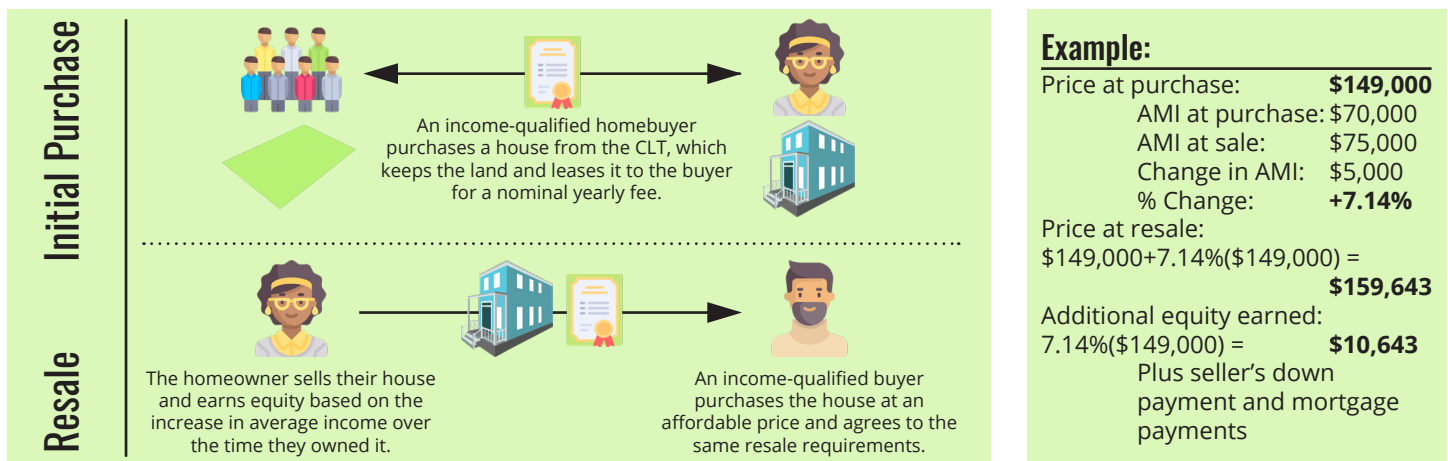 Initial Purchase
An income-qualified homebuyer
purchases a house from the CLT, which
keeps the land and leases it to the buyer
for a nominal yearly fee.
Resale
The homeowner sells their house
and earns equity based on the
increase in average income over
the time they owned it.
An income-qualified buyer
purchases the house at an
affordable price and agrees to the
same resale requirements.
Example:
Price at purchase: $149,000
AMI at purchase: $70,000
AMI at sale: $75,000
Change in AMI: $5,000
% Change: +7.14%
Price at resale:
$149,000+7.14%($149,000) =
$159,643
Additional equity earned:
7.14%($149,000) = $10,643
Plus seller’s down
payment and mortgage
payments